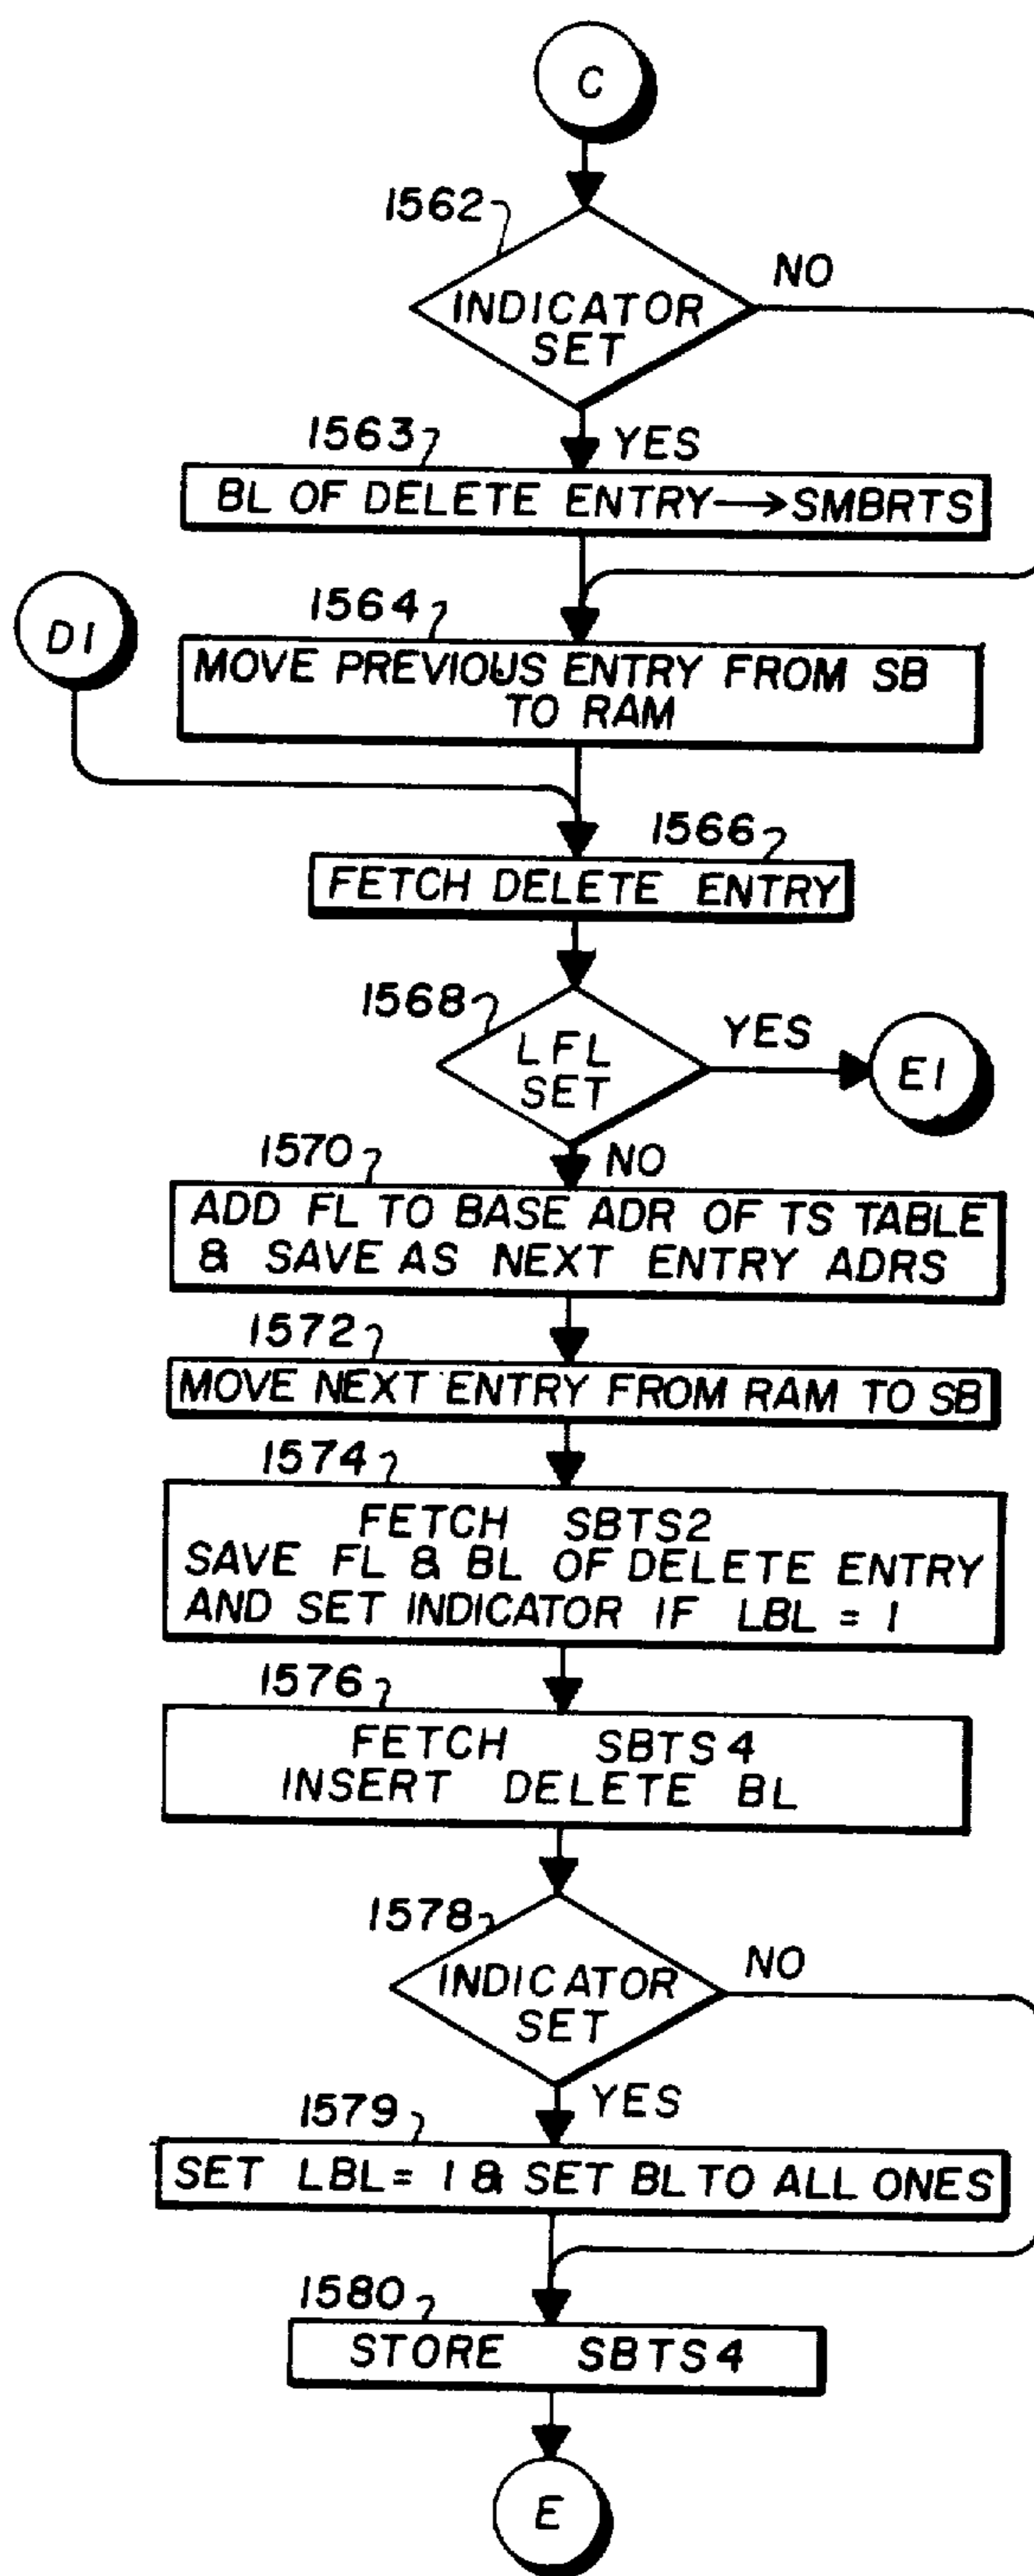 C
1562
NO
INDICATOR
SET
1563
YES
BL OF DELETE ENTRY→SMBRTS
D1
1564
MOVE PREVIOUS ENTRY FROM SB
TO RAM
1566
FETCH DELETE ENTRY
1568
LFL
SET
YES
E1
1570
NO
ADD FL TO BASE ADR OF TS TABLE
& SAVE AS NEXT ENTRY ADRS
1572
MOVE NEXT ENTRY FROM RAM TO SB
1574
FETCH SBTS2
SAVE FL & BL OF DELETE ENTRY
AND SET INDICATOR IF LBL = 1
1576
FETCH SBTS4
INSERT DELETE BL
1578
NO
INDICATOR
SET
1579
YES
SET LBL= 1 & SET BL TO ALL ONES
1580
STORE SBTS4
E